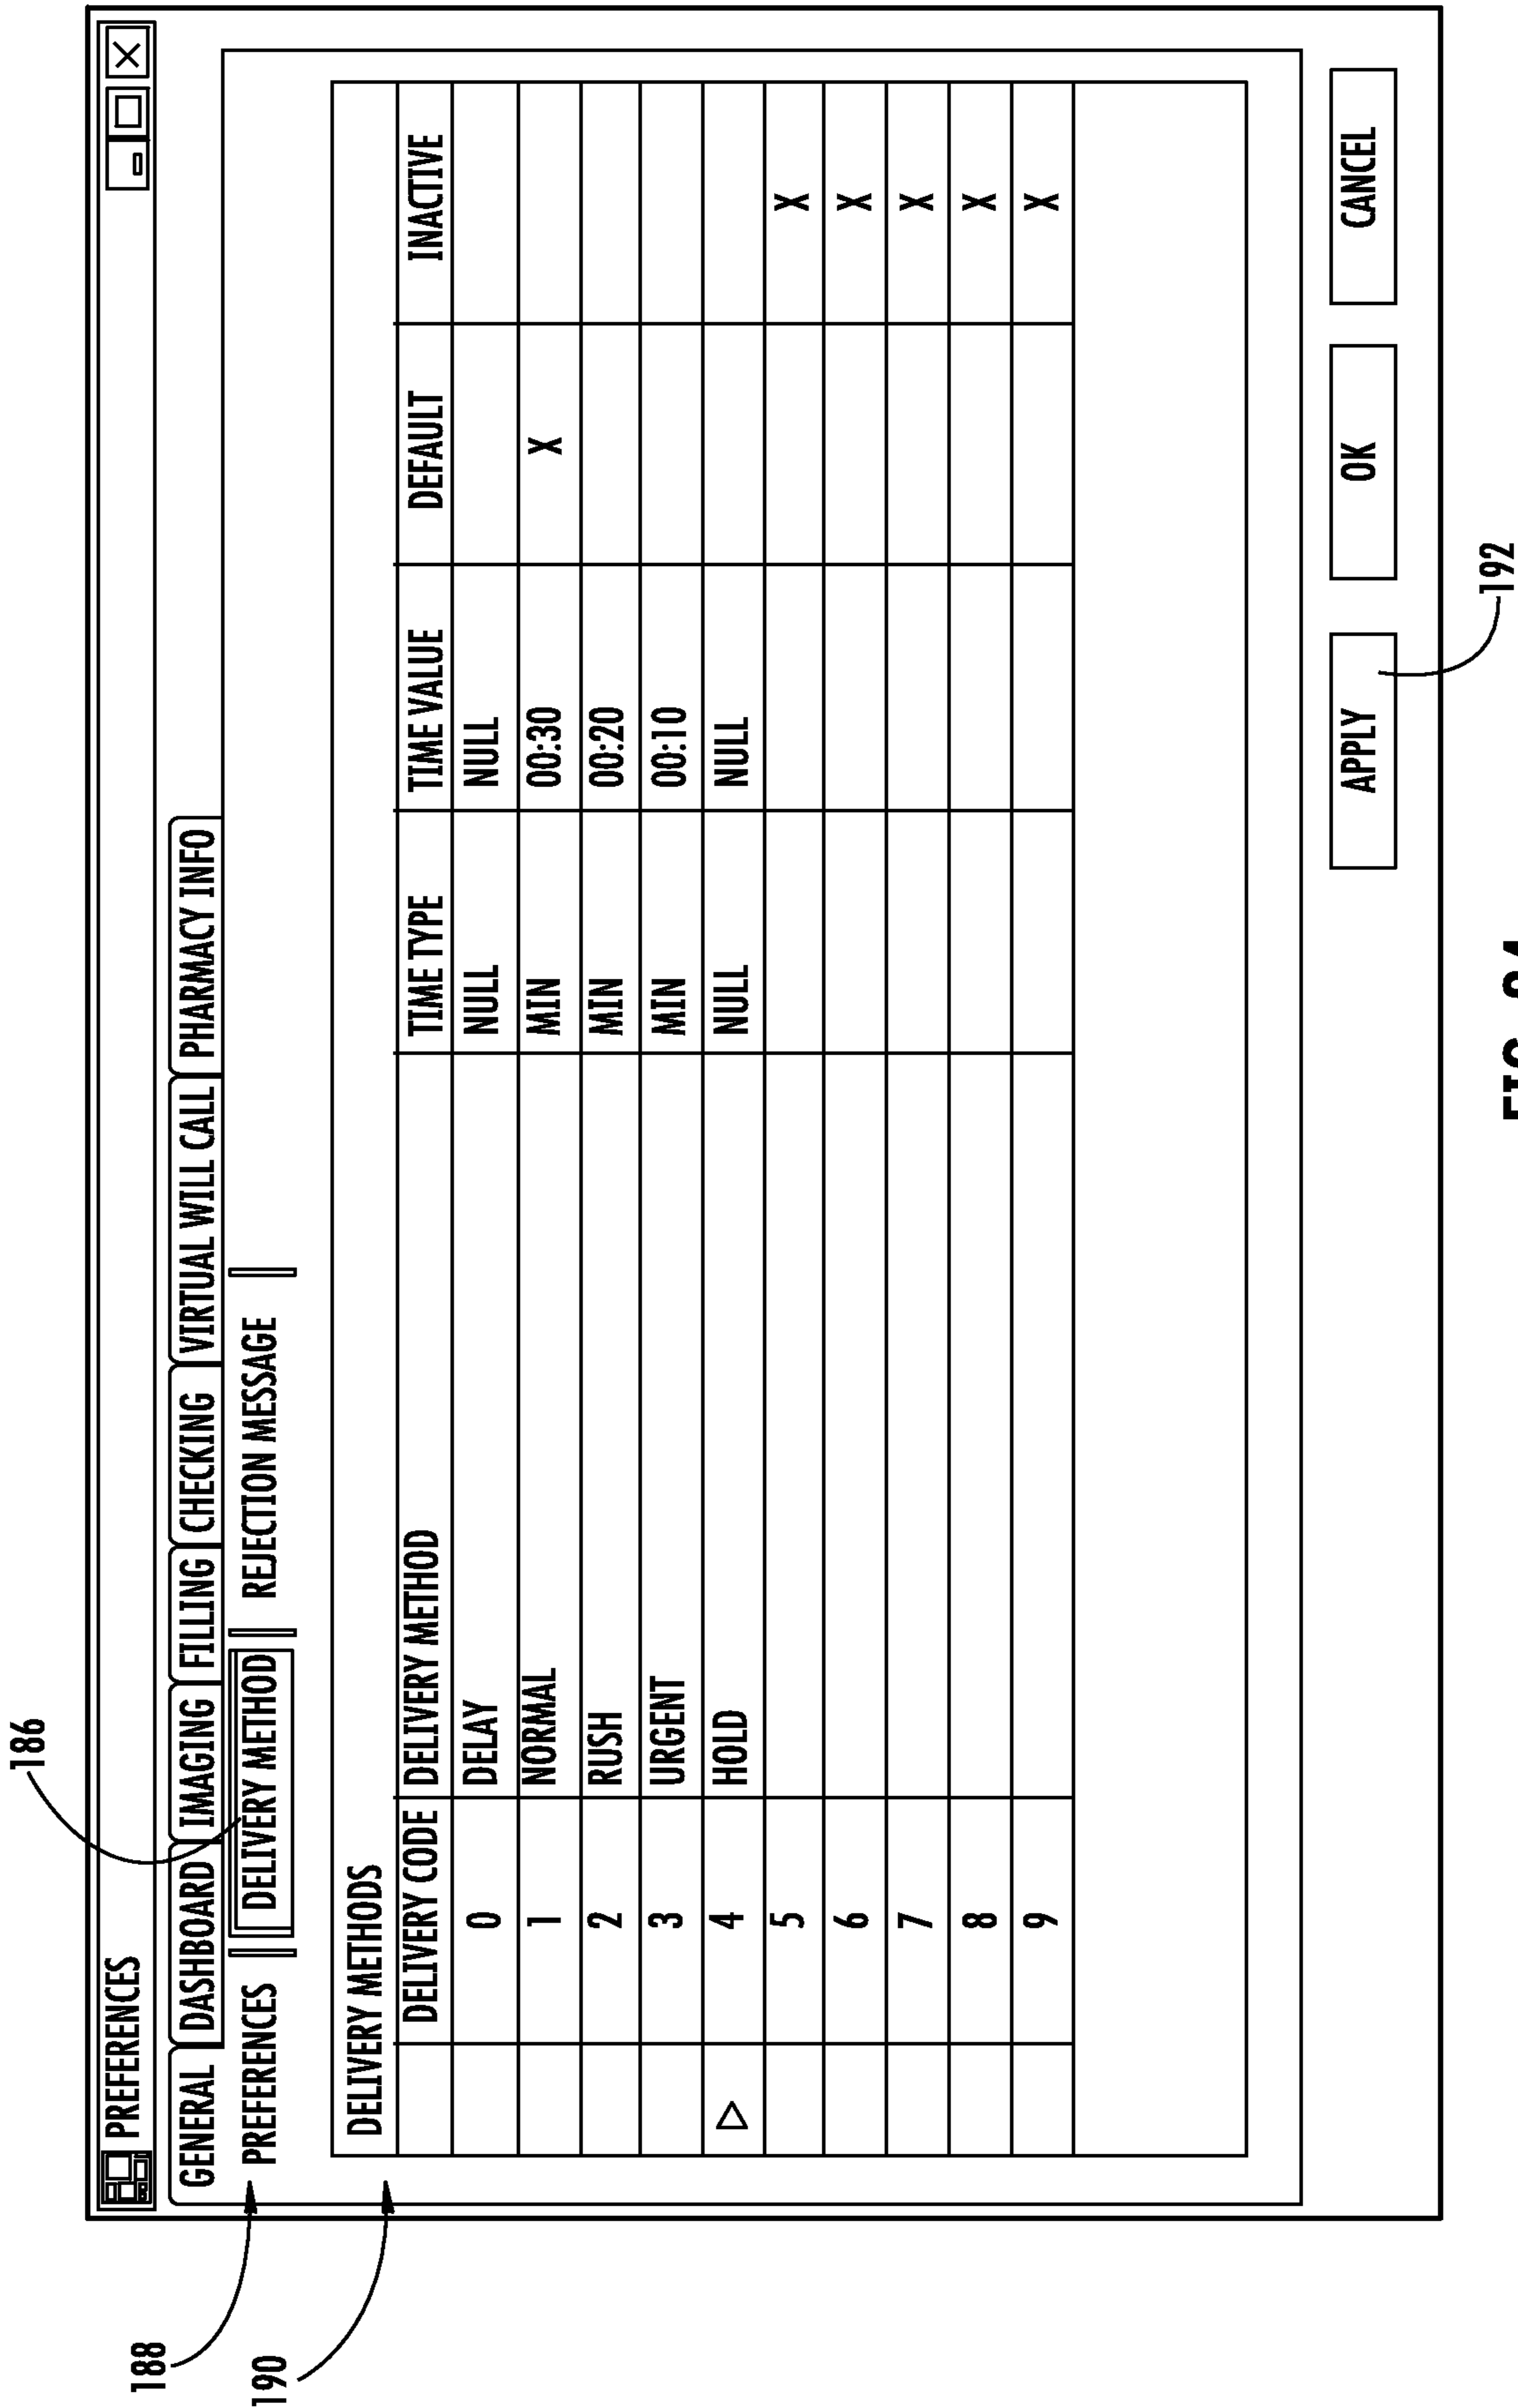 186
188
190
PREFERENCES
GENERAL DASHBOARD IMAGING FILLING CHECKING VIRTUAL WILL CALL PHARMACY INFO
PREFERENCES DELIVERY METHOD REJECTION MESSAGE
DELIVERY METHODS
DELIVERY CODE DELIVERY METHOD TIME TYPE TIME VALUE DEFAULT INACTIVE
0 DELAY NULL NULL
1 NORMAL MIN 00:30 X
2 RUSH MIN 00:20
3 URGENT MIN 00:10
4 HOLD NULL NULL
5 X
6 X
7 X
8 X
9 X
APPLY OK CANCEL
192